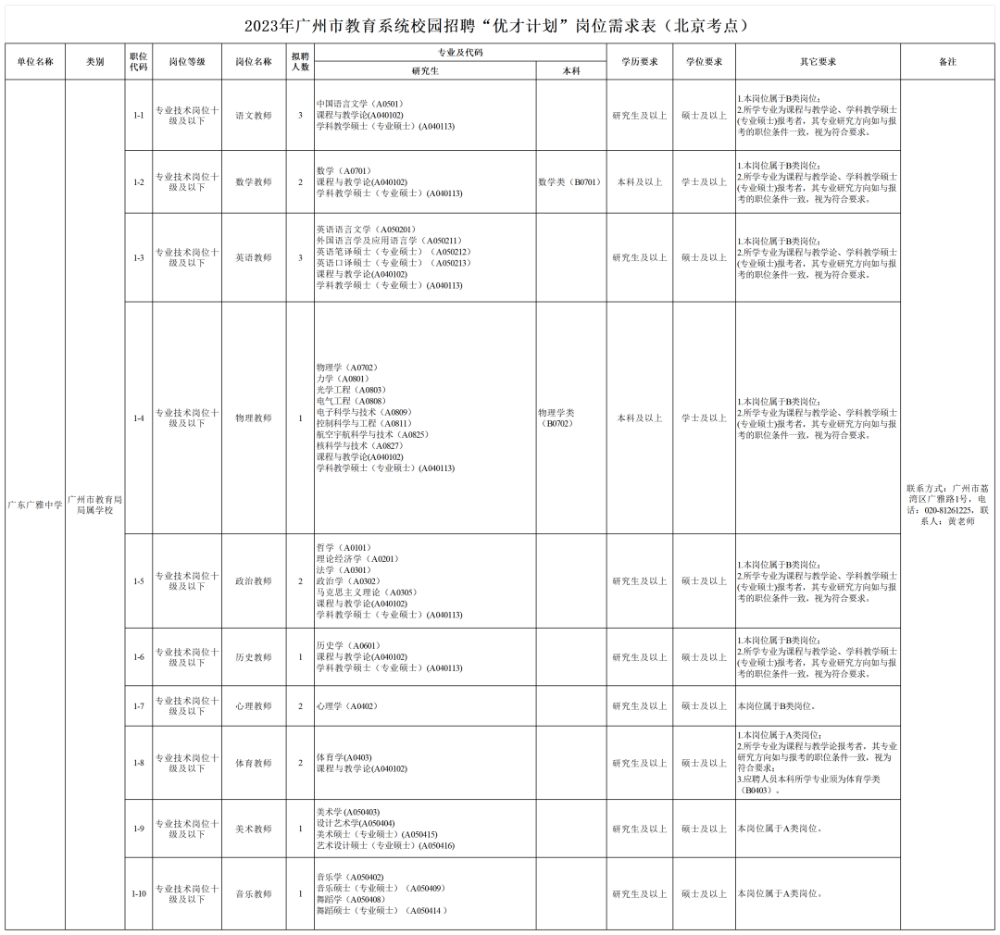 2023年广州市教育系统校园招聘“优才计划”岗位需求表（北京考点）
单位名称
类别
职位
代码
岗位等级
岗位名称
拟聘
人数
专业及代码
研究生
本科
学历要求
学位要求
其它要求
备注
广东广雅中学
广州市教育局
局属学校
1-1
专业技术岗位十
级及以下
语文教师
3
中国语言文学（A0501）
课程与教学论(A040102)
学科教学硕士（专业硕士）(A040113)
研究生及以上
硕士及以上
1.本岗位属于B类岗位；
2.所学专业为课程与教学论、学科教学硕士
(专业硕士)报考者，其专业研究方向如与报
考的职位条件一致，视为符合要求。
1-2
专业技术岗位十
级及以下
数学教师
2
数学（A0701）
课程与教学论(A040102)
学科教学硕士（专业硕士）(A040113)
数学类（B0701）
本科及以上
学士及以上
1.本岗位属于B类岗位；
2.所学专业为课程与教学论、学科教学硕士
(专业硕士)报考者，其专业研究方向如与报
考的职位条件一致，视为符合要求。
1-3
专业技术岗位十
级及以下
英语教师
3
英语语言文学（A050201）
外国语言学及应用语言学（A050211）
英语笔译硕士（专业硕士）（A050212）
英语口译硕士（专业硕士）（A050213）
课程与教学论(A040102)
学科教学硕士（专业硕士）(A040113)
研究生及以上
硕士及以上
1.本岗位属于B类岗位；
2.所学专业为课程与教学论、学科教学硕士
(专业硕士)报考者，其专业研究方向如与报
考的职位条件一致，视为符合要求。
1-4
专业技术岗位十
级及以下
物理教师
1
物理学（A0702）
力学（A0801）
光学工程（A0803）
电气工程（A0808）
电子科学与技术（A0809）
控制科学与工程（A0811）
航空宇航科学与技术（A0825）
核科学与技术（A0827）
课程与教学论(A040102)
学科教学硕士（专业硕士）(A040113)
物理学类
（B0702）
本科及以上
学士及以上
1.本岗位属于B类岗位；
2.所学专业为课程与教学论、学科教学硕士
(专业硕士)报考者，其专业研究方向如与报
考的职位条件一致，视为符合要求。
1-5
专业技术岗位十
级及以下
政治教师
2
哲学（A0101）
理论经济学（A0201）
法学（A0301）
政治学（A0302）
马克思主义理论（A0305）
课程与教学论(A040102)
学科教学硕士（专业硕士）(A040113)
研究生及以上
硕士及以上
1.本岗位属于B类岗位；
2.所学专业为课程与教学论、学科教学硕士
(专业硕士)报考者，其专业研究方向如与报
考的职位条件一致，视为符合要求。
1-6
专业技术岗位十
级及以下
历史教师
1
历史学（A0601）
课程与教学论(A040102)
学科教学硕士（专业硕士）(A040113)
研究生及以上
硕士及以上
1.本岗位属于B类岗位；
2.所学专业为课程与教学论、学科教学硕士
(专业硕士)报考者，其专业研究方向如与报
考的职位条件一致，视为符合要求。
1-7
专业技术岗位十
级及以下
心理教师
2
心理学（A0402）
研究生及以上
硕士及以上
本岗位属于B类岗位。
1-8
专业技术岗位十
级及以下
体育教师
2
体育学(A0403)
课程与教学论(A040102)
研究生及以上
硕士及以上
1.本岗位属于A类岗位；
2.所学专业为课程与教学论报考者，其专业
研究方向如与报考的职位条件一致，视为
符合要求；
3.应聘人员本科所学专业须为体育学类
（B0403）。
1-9
专业技术岗位十
级及以下
美术教师
1
美术学 (A050403)
设计艺术学(A050404)
美术硕士（专业硕士）(A050415)
艺术设计硕士（专业硕士）(A050416)
研究生及以上
硕士及以上
本岗位属于A类岗位。
1-10
专业技术岗位十
级及以下
音乐教师
1
音乐学（A050402)
音乐硕士（专业硕士）（A050409）
舞蹈学（A050408）
舞蹈硕士（专业硕士）（A050414 ）
研究生及以上
硕士及以上
本岗位属于A类岗位。
联系方式：广州市荔
湾区广雅路1号，电
话：020-81261225，联
系人：黄老师